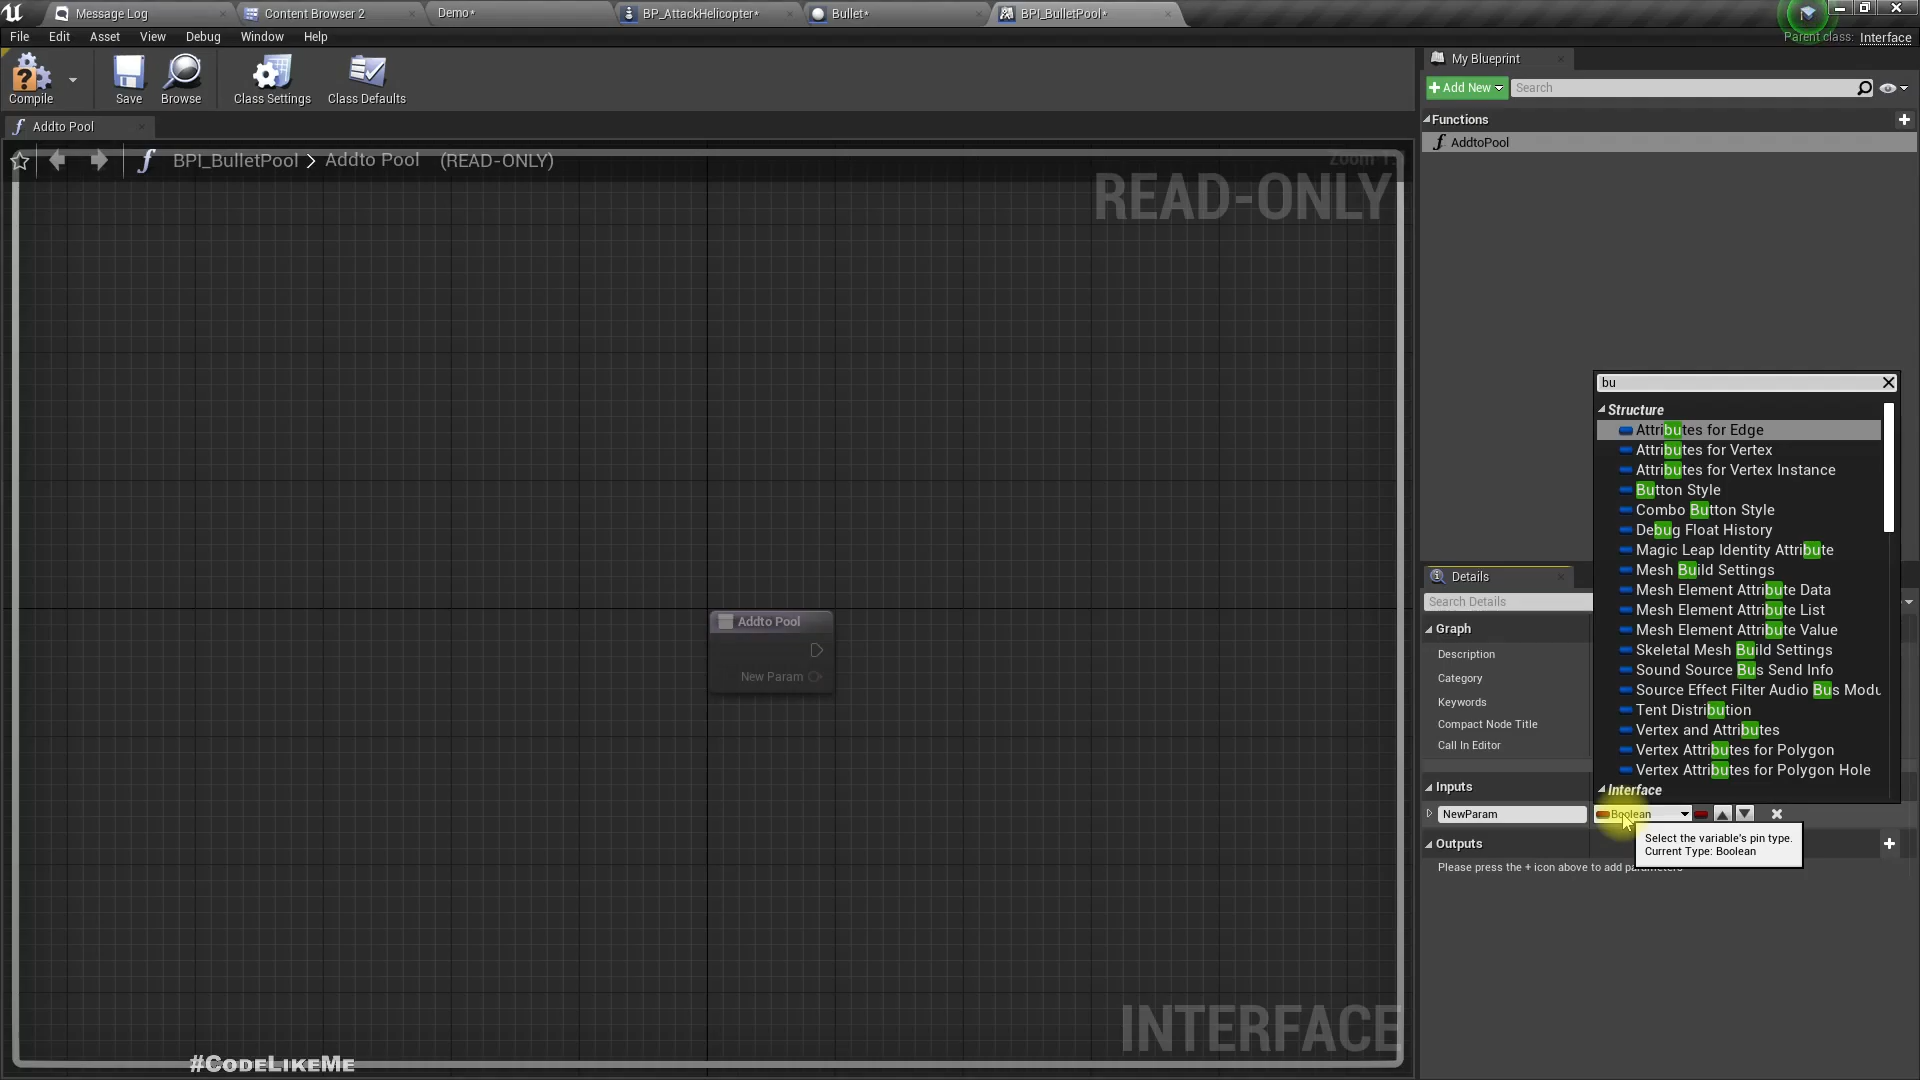 Message Log
Content Browser 2
Demo*
BP_AttackHelicopter*
Bullet*
BPI_BulletPool*
File
Edit
Asset
View
Debug
Window
Help
Parent class:
Interface
Compile
Save
Browse
Class Settings
Class Defaults
My Blueprint
Add New
Search
Functions
AddtoPool
Addto Pool
BPI_BulletPool > Addto Pool (READ-ONLY)
READ-ONLY
Addto Pool
New Param
bu
Structure
Attributes for Edge
Attributes for Vertex
Attributes for Vertex Instance
Button Style
Combo Button Style
Debug Float History
Magic Leap Identity Attribute
Mesh Build Settings
Mesh Element Attribute Data
Mesh Element Attribute List
Mesh Element Attribute Value
Skeletal Mesh Build Settings
Sound Source Bus Send Info
Source Effect Filter Audio Bus Modu
Tent Distribution
Vertex and Attributes
Vertex Attributes for Polygon
Vertex Attributes for Polygon Hole
Interface
Details
Search Details
Graph
Description
Category
Keywords
Compact Node Title
Call In Editor
Inputs
NewParam
Boolean
Select the variable's pin type.
Current Type: Boolean
Outputs
Please press the + icon above to add parameters
INTERFACE
#CodeLikeMe